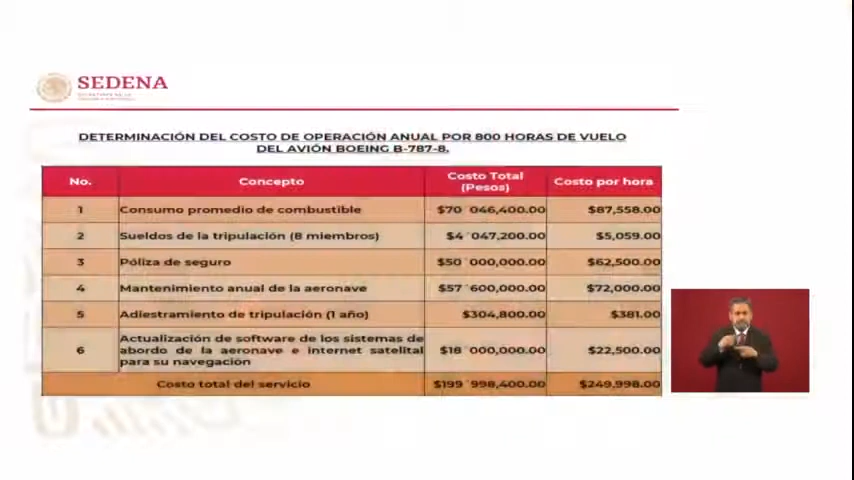 SEDENA
DETERMINACIÓN DEL COSTO DE OPERACIÓN ANUAL POR 800 HORAS DE VUELO
DEL AVIÓN BOEING B-787-8.
No. Concepto Costo Total (Pesos) Costo por hora
1 Consumo promedio de combustible $70´046,400.00 $87,558.00
2 Sueldos de la tripulación (8 miembros) $4´047,200.00 $5,059.00
3 Póliza de seguro $50´000,000.00 $62,500.00
4 Mantenimiento anual de la aeronave $57´600,000.00 $72,000.00
5 Adiestramiento de tripulación (1 año) $304,800.00 $381.00
6 Actualización de software de los sistemas de
abordo de la aeronave e internet satelital
para su navegación $18´000,000.00 $22,500.00
Costo total del servicio $199´998,400.00 $249,998.00